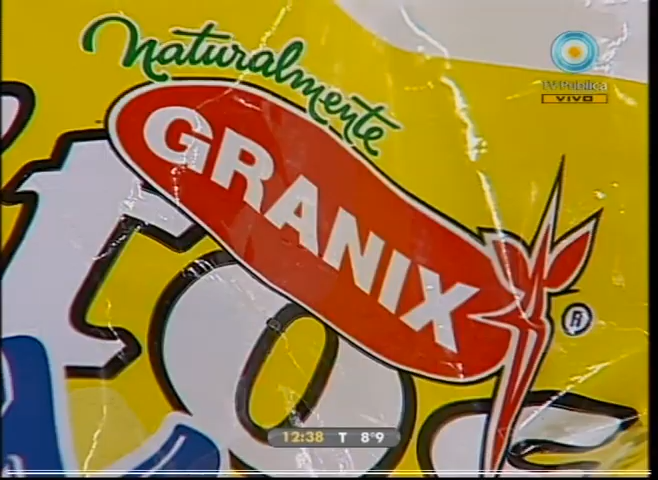 Naturalmente
GRANIX
®
TV Pública
VIVO
12:38 T 8°9